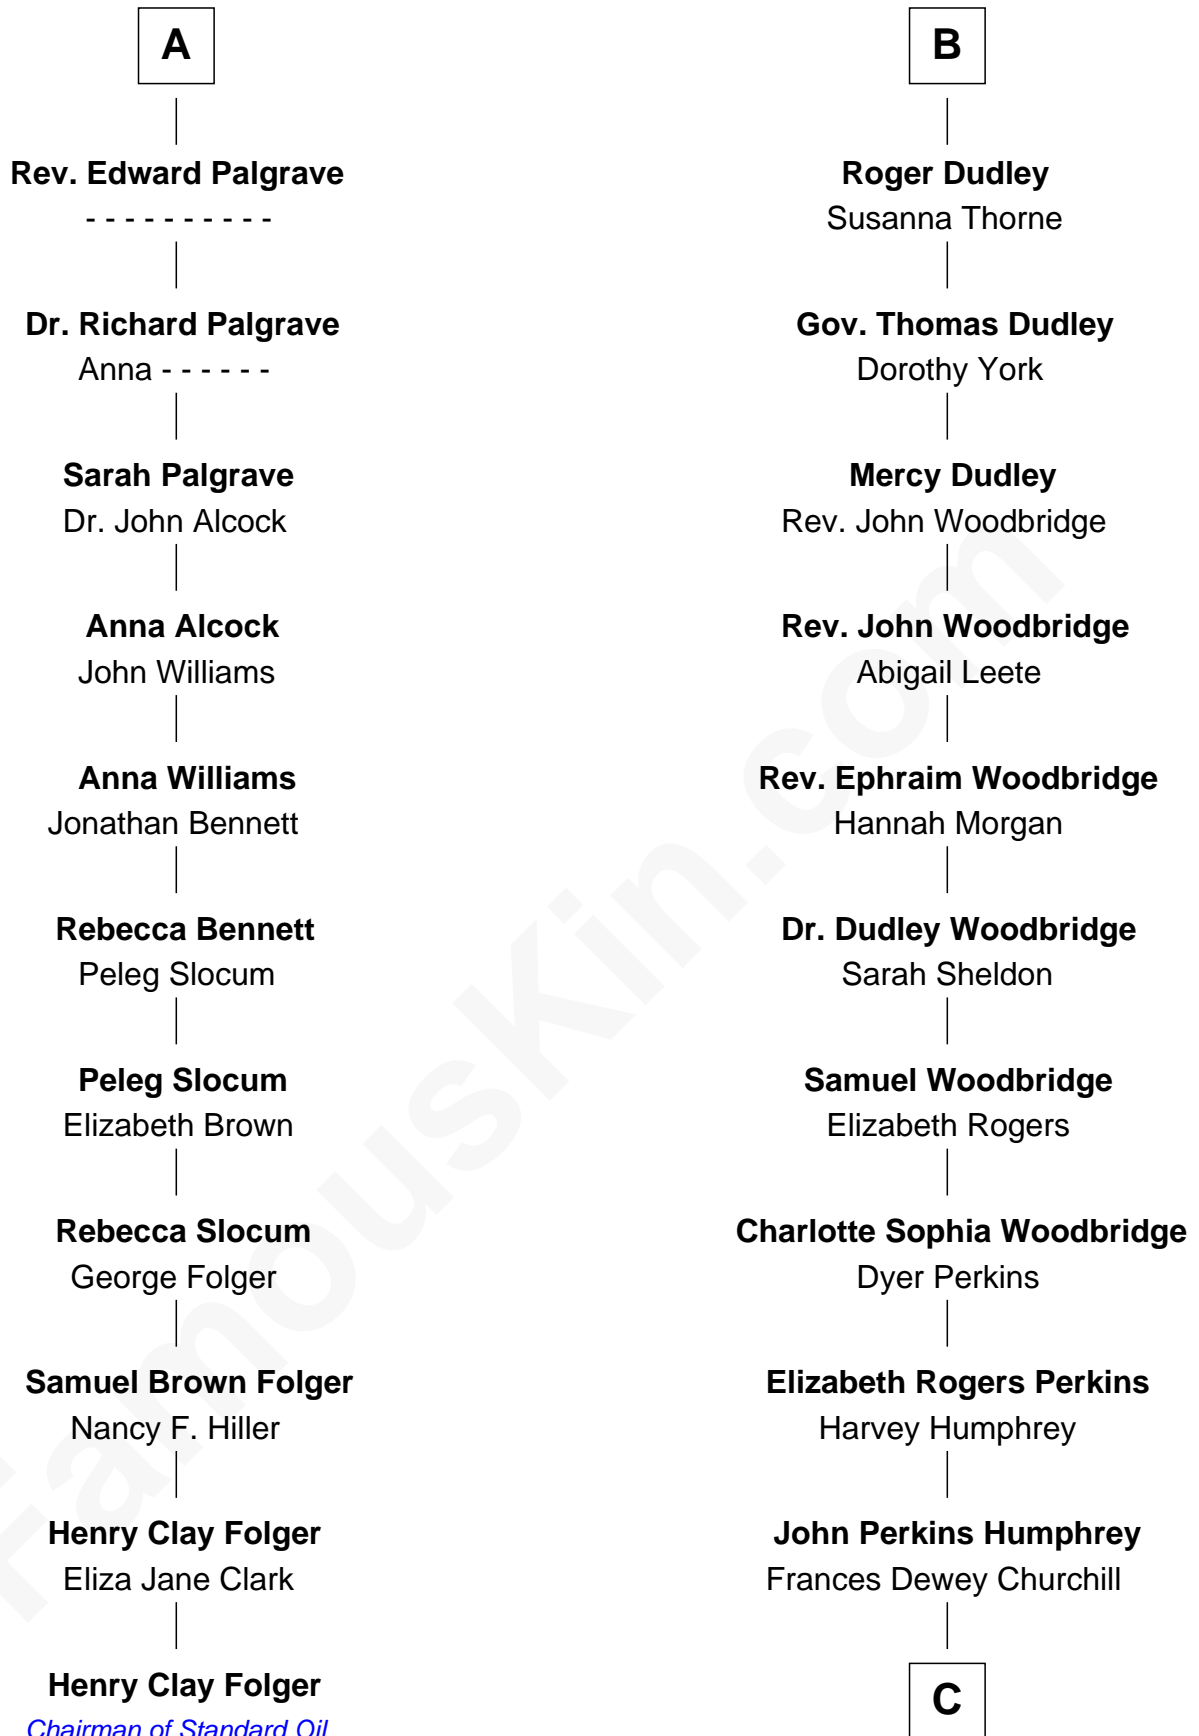 A
Rev. Edward Palgrave
- - - - - - - - - -
Dr. Richard Palgrave
Anna - - - - - -
Sarah Palgrave
Dr. John Alcock
Anna Alcock
John Williams
Anna Williams
Jonathan Bennett
Rebecca Bennett
Peleg Slocum
Peleg Slocum
Elizabeth Brown
Rebecca Slocum
George Folger
Samuel Brown Folger
Nancy F. Hiller
Henry Clay Folger
Eliza Jane Clark
Henry Clay Folger
Chairman of Standard Oil
B
Roger Dudley
Susanna Thorne
Gov. Thomas Dudley
Dorothy York
Mercy Dudley
Rev. John Woodbridge
Rev. John Woodbridge
Abigail Leete
Rev. Ephraim Woodbridge
Hannah Morgan
Dr. Dudley Woodbridge
Sarah Sheldon
Samuel Woodbridge
Elizabeth Rogers
Charlotte Sophia Woodbridge
Dyer Perkins
Elizabeth Rogers Perkins
Harvey Humphrey
John Perkins Humphrey
Frances Dewey Churchill
C
FamousKin.com